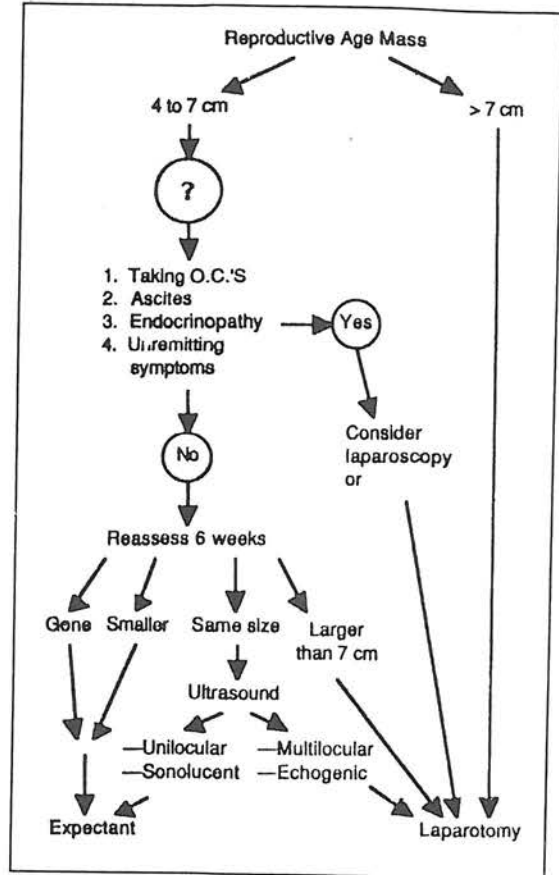 Reproductive Age Mass
4 to 7 cm
> 7 cm
?
1. Taking O.C.'S
2. Ascites
3. Endocrinopathy
4. Unremitting
symptoms
Yes
No
Consider
laparoscopy
or
Reassess 6 weeks
Gone
Smaller
Same size
Larger
than 7 cm
Ultrasound
—Unilocular
—Sonolucent
—Multilocular
—Echogenic
Expectant
Laparotomy